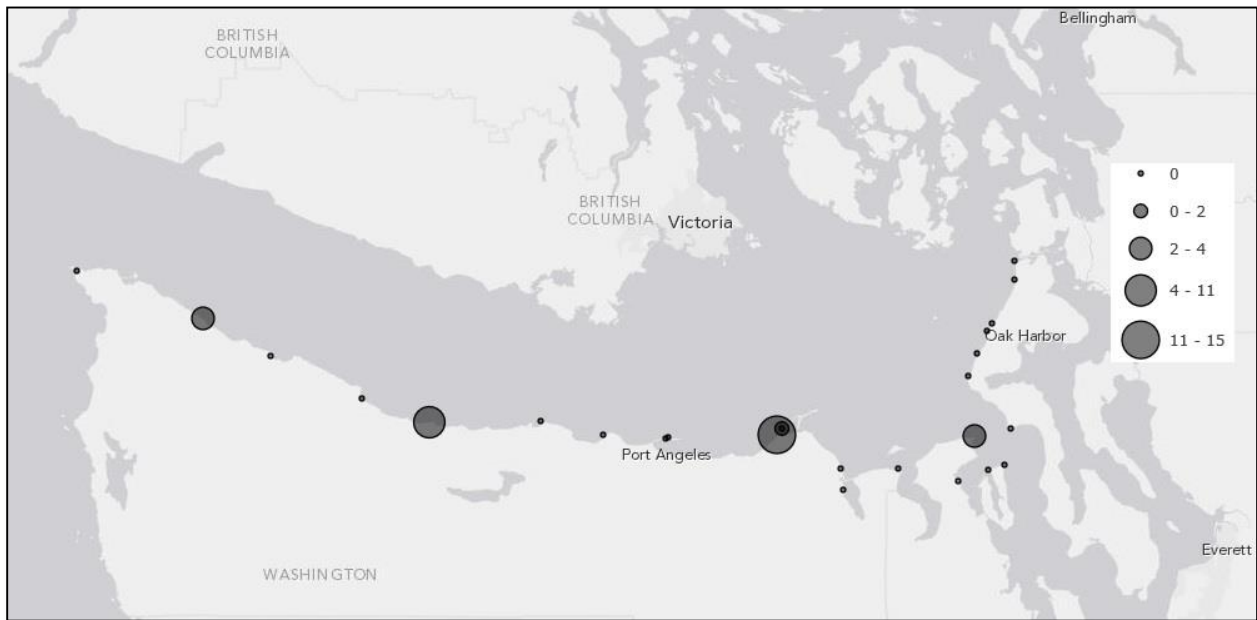 Bellingham
BRITISH
COLUMBIA
0
0 - 2
2 - 4
4 - 11
11 - 15
BRITISH
COLUMBIA
Victoria
Oak Harbor
Port Angeles
Everett
WASHINGTON